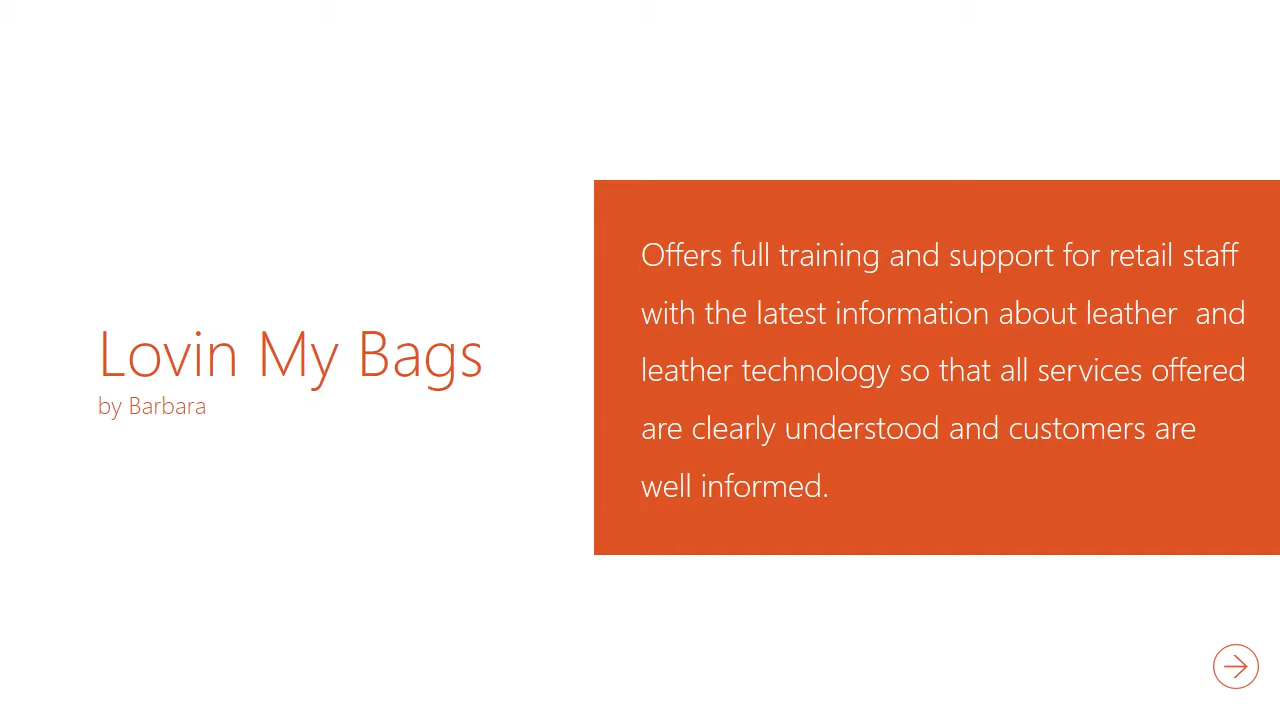 Lovin My Bags
by Barbara
Offers full training and support for retail staff
with the latest information about leather  and
leather technology so that all services offered
are clearly understood and customers are
well informed.